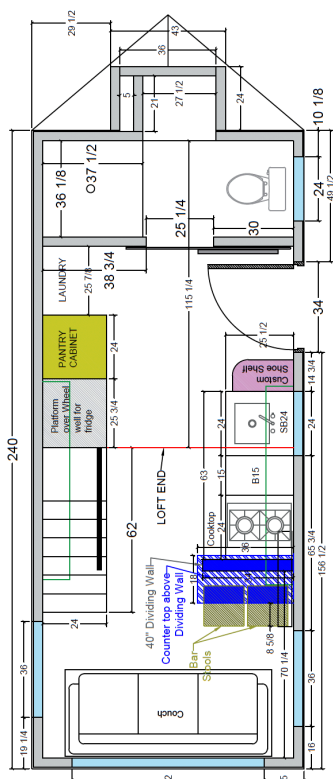 29 1/2
43
36
5
21
27 1/2
24
10 1/8
240
36 1/8
37 1/2
25 1/4
30
24
49 1/2
LAUNDRY
25 7/8
38 3/4
115 1/4
34
PANTRY
CABINET
24
25 1/2
Custom
Shoe Shelf
14 3/4
Platform
over Wheel
well for
fridge
25 3/4
24
SB24
24
LOFT END
63
15
B15
62
24
Cooktop
24
36
65 3/4
156 1/2
40" Dividing Wall
Counter top above
Dividing Wall
18
Bar
Stools
8 5/8
70 1/4
36
19 1/4
Couch
36
16